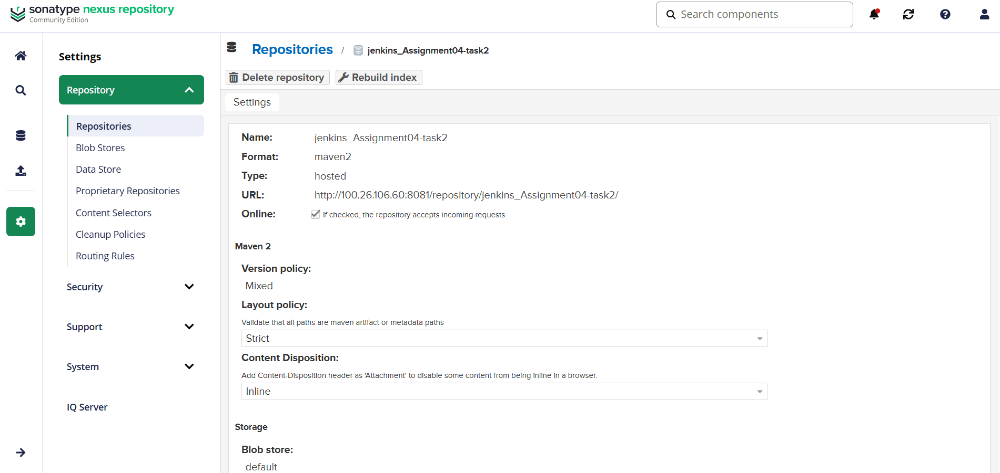 sonatype nexus repository
Community Edition
Search components
Settings
Repository
Repositories
Blob Stores
Data Store
Proprietary Repositories
Content Selectors
Cleanup Policies
Routing Rules
Security
Support
System
IQ Server
Repositories / jenkins_Assignment04-task2
Delete repository Rebuild index
Settings
Name: jenkins_Assignment04-task2
Format: maven2
Type: hosted
URL: http://100.26.106.60:8081/repository/jenkins_Assignment04-task2/
Online: If checked, the repository accepts incoming requests
Maven 2
Version policy:
Mixed
Layout policy:
Validate that all paths are maven artifact or metadata paths
Strict
Content Disposition:
Add Content-Disposition header as 'Attachment' to disable some content from being inline in a browser.
Inline
Storage
Blob store:
default